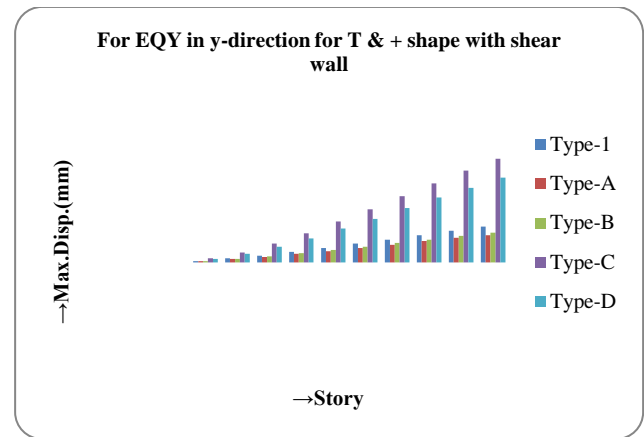 For EQY in y-direction for T & + shape with shear
wall
→Max.Disp.(mm)
Type-1
Type-A
Type-B
Type-C
Type-D
→Story